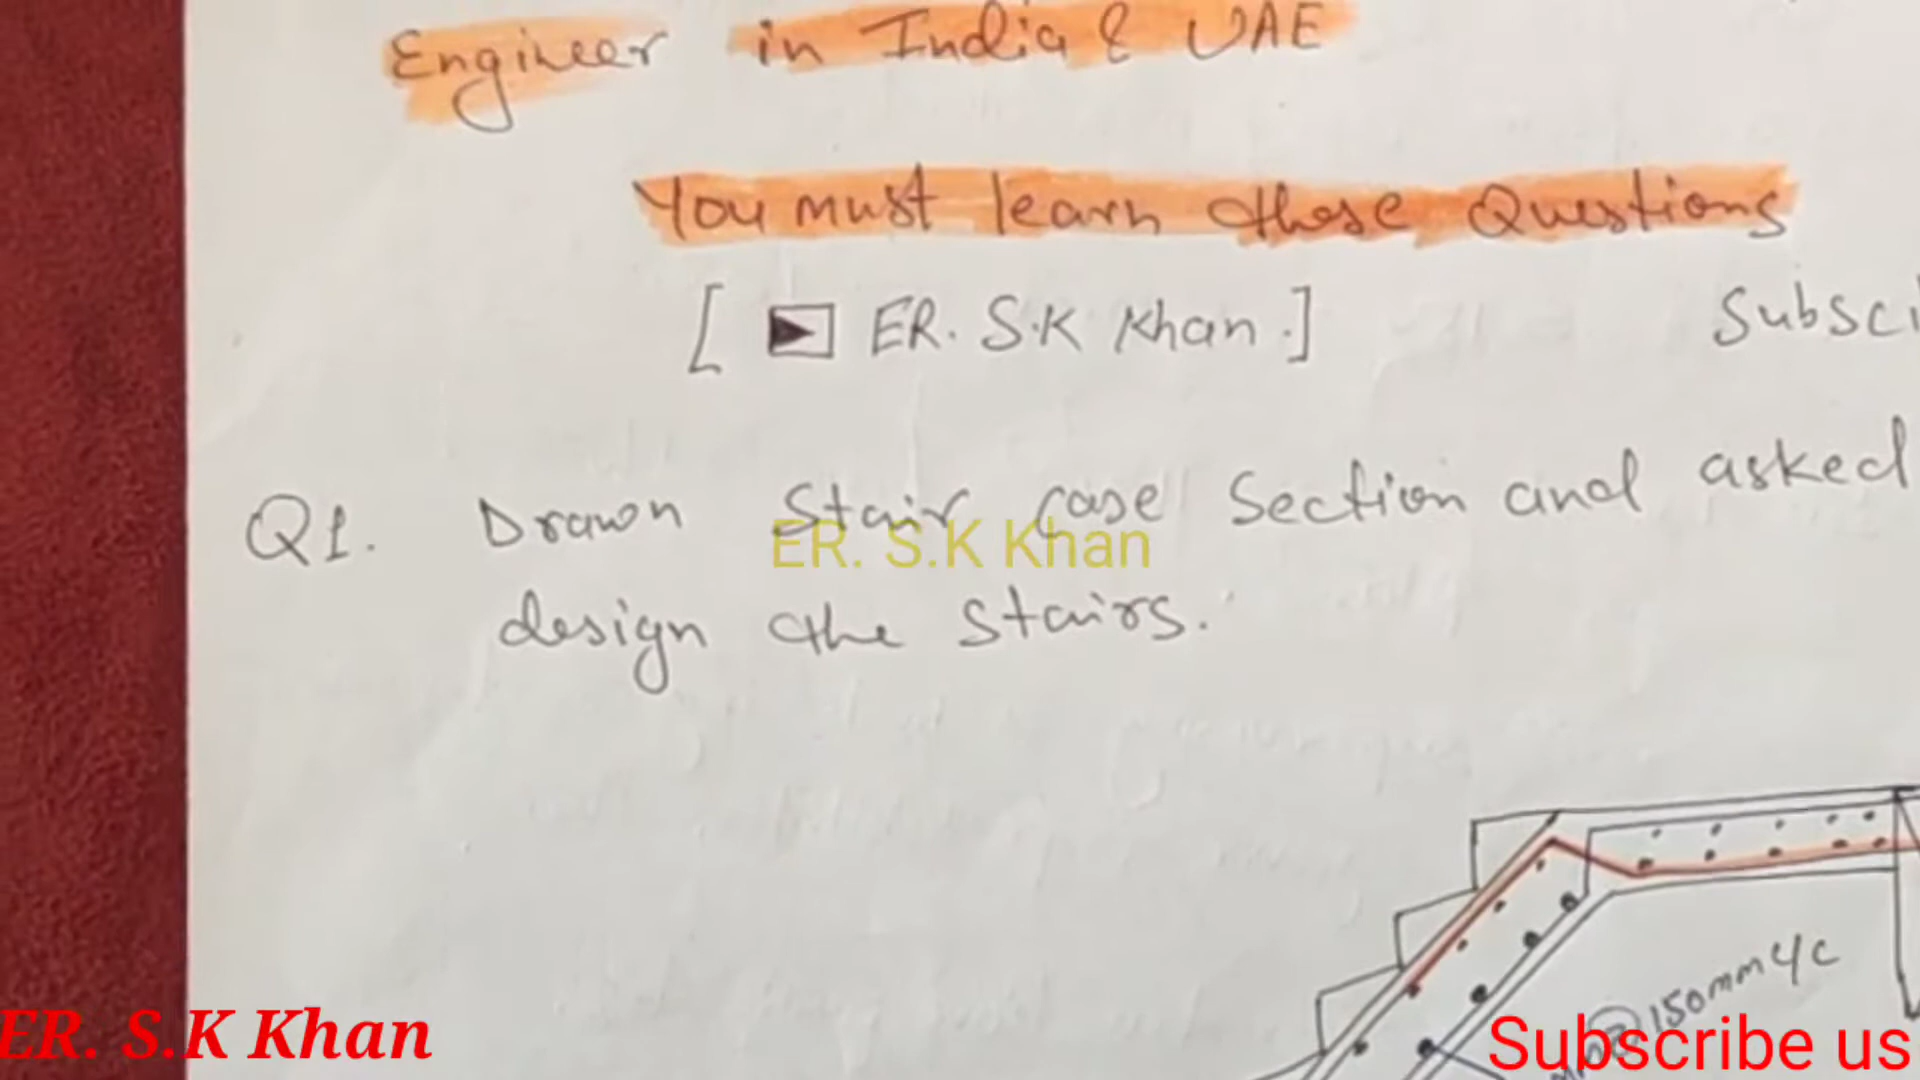 Engineer in India & UAE
You must learn these Questions
[ ER. S.K Khan.]
Q1. Drawn Stair case Section and asked
design the Stairs.
ER. S.K Khan
@150mm c/c
ER. S.K Khan
Subscribe us